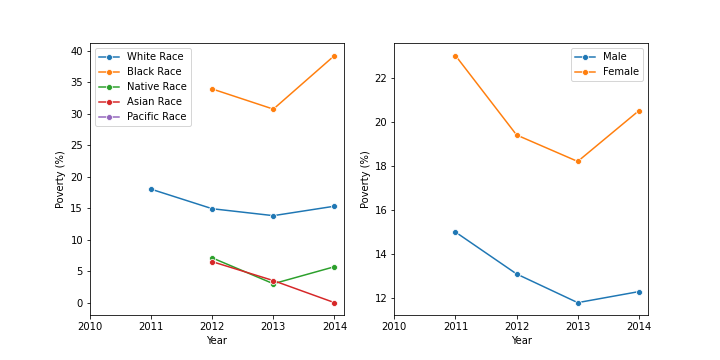 White Race
Black Race
Native Race
Asian Race
Pacific Race
40
35
30
25
20
15
10
5
0
Poverty (%)
2010 2011 2012 2013 2014
Year
Male
Female
22
20
18
16
14
12
Poverty (%)
2010 2011 2012 2013 2014
Year